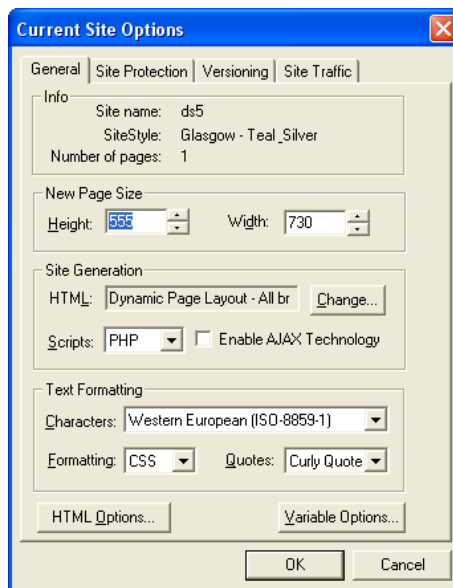 Current Site Options
General Site Protection Versioning Site Traffic
Info
Site name: ds5
SiteStyle: Glasgow - Teal_Silver
Number of pages: 1
New Page Size
Height: 555 Width: 730
Site Generation
HTML: Dynamic Page Layout - All br Change...
Scripts: PHP Enable AJAX Technology
Text Formatting
Characters: Western European (ISO-8859-1)
Formatting: CSS Quotes: Curly Quote
HTML Options... Variable Options...
OK Cancel